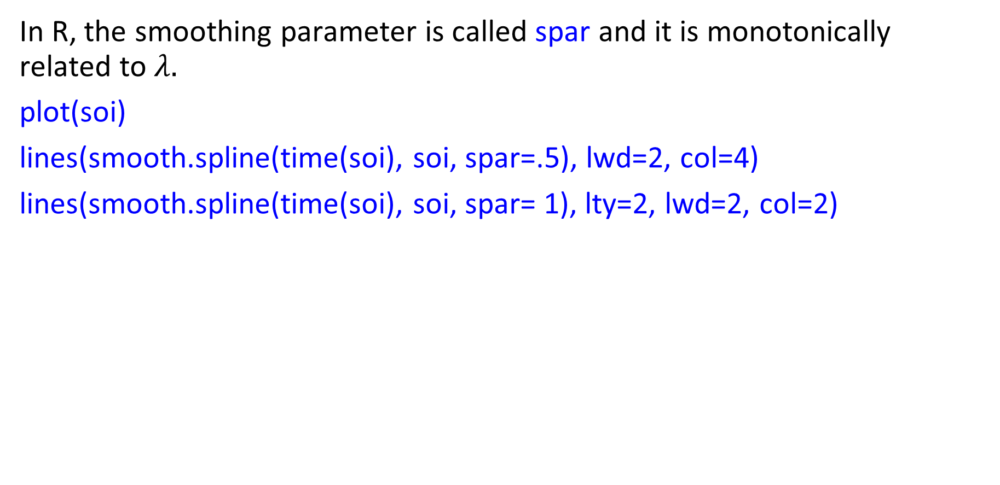 In R, the smoothing parameter is called spar and it is monotonically
related to λ.
plot(soi)
lines(smooth.spline(time(soi), soi, spar=.5), lwd=2, col=4)
lines(smooth.spline(time(soi), soi, spar= 1), lty=2, lwd=2, col=2)